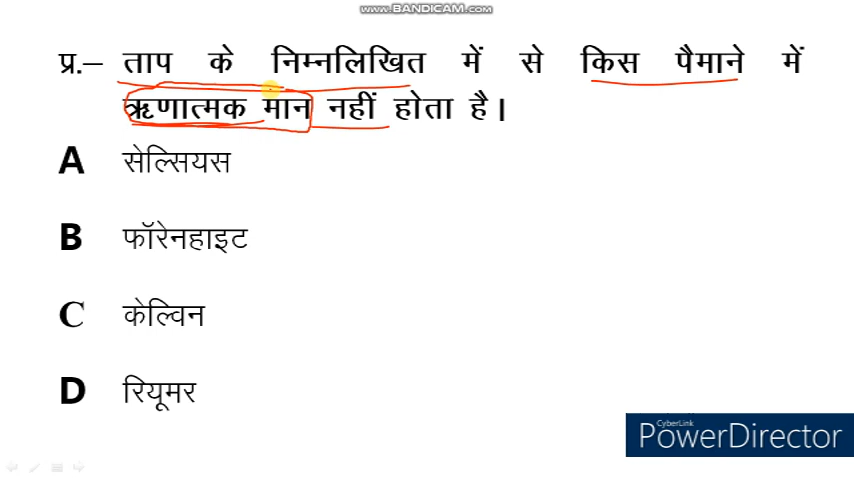 www.BANDICAM.com
प्र.– ताप के निम्नलिखित में से किस पैमाने में
ऋणात्मक मान नहीं होता है।
A सेल्सियस
B फॉरेनहाइट
C केल्विन
D रियूमर
CyberLink
PowerDirector